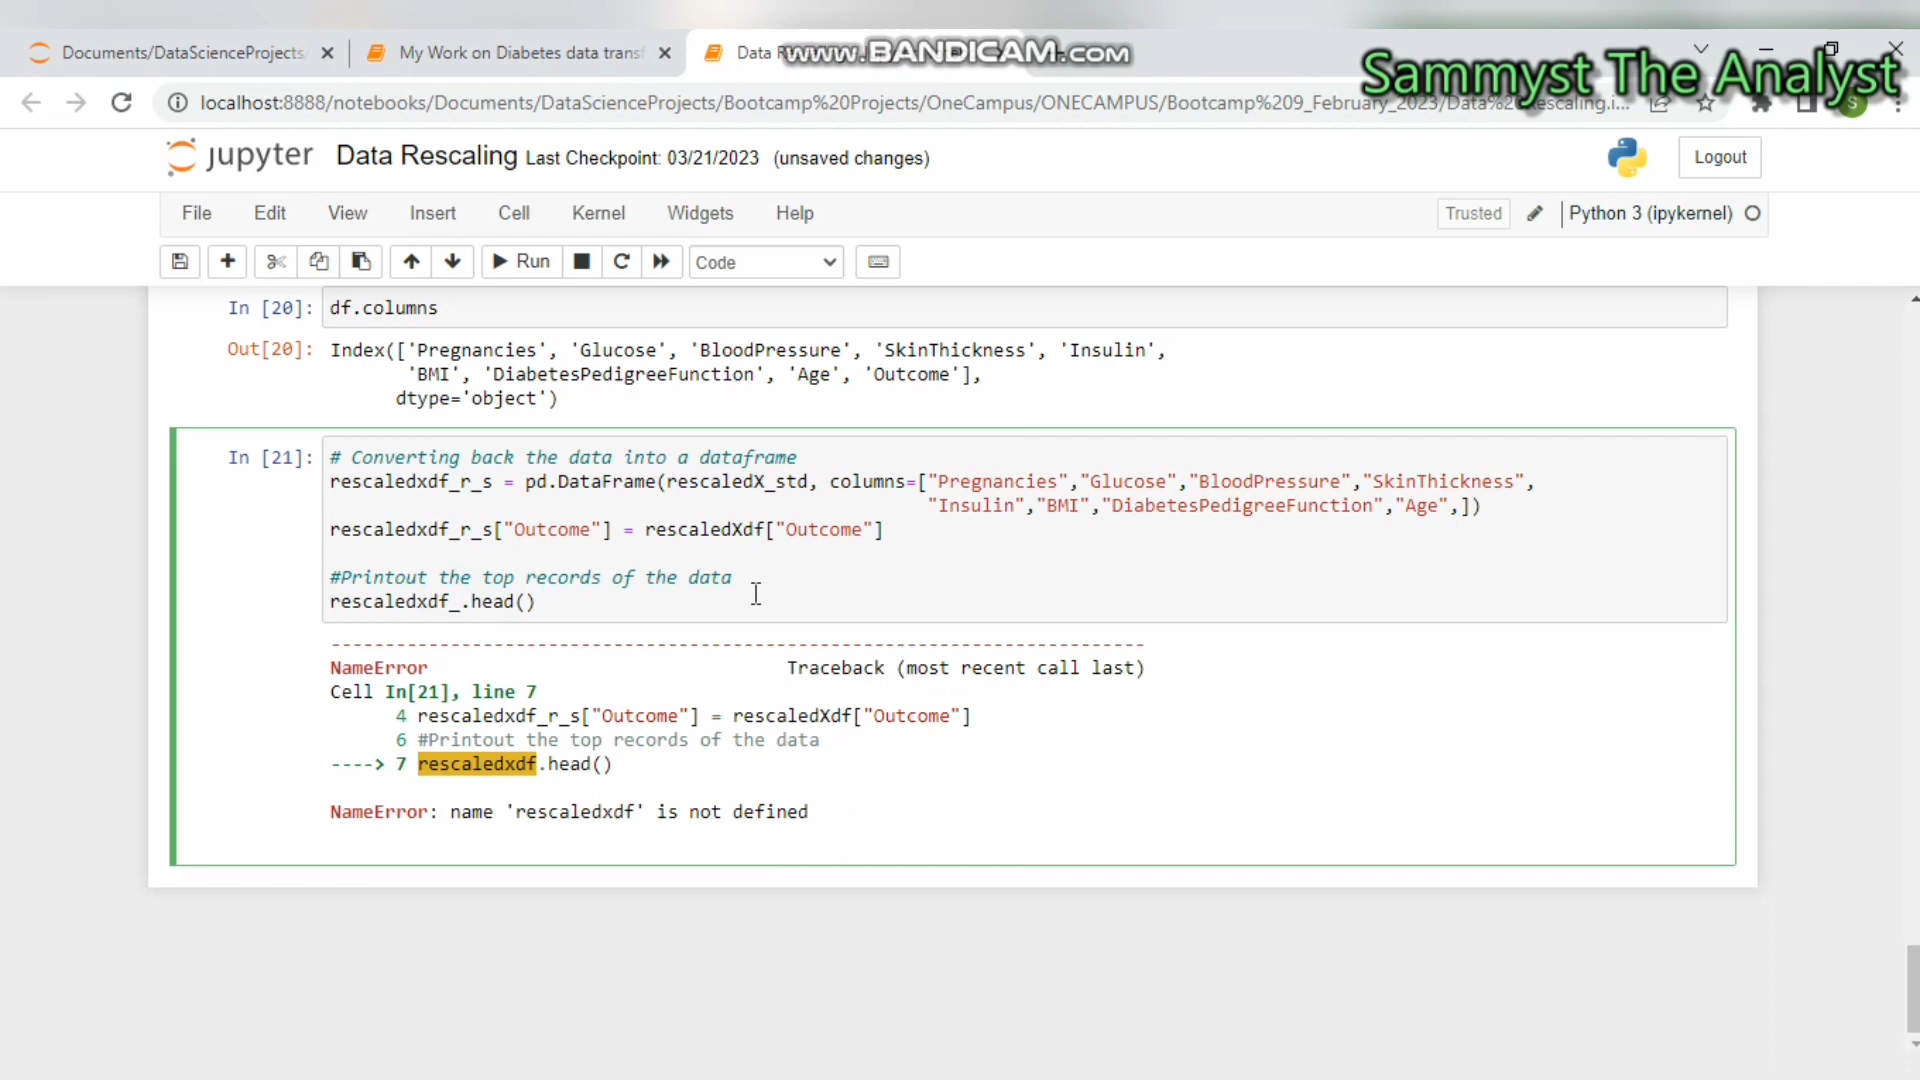 Documents/DataScienceProjects/
My Work on Diabetes data transf
Data R
www.BANDICAM.com
Sammyst The Analyst
localhost:8888/notebooks/Documents/DataScienceProjects/Bootcamp%20Projects/OneCampus/ONECAMPUS/Bootcamp%209_February_2023/Data%20Rescaling.i...
S
jupyter Data Rescaling Last Checkpoint: 03/21/2023 (unsaved changes)
Logout
File Edit View Insert Cell Kernel Widgets Help
Trusted
Python 3 (ipykernel)
Run
Code
In [20]: df.columns
Out[20]: Index(['Pregnancies', 'Glucose', 'BloodPressure', 'SkinThickness', 'Insulin',
'BMI', 'DiabetesPedigreeFunction', 'Age', 'Outcome'],
dtype='object')
In [21]: # Converting back the data into a dataframe
rescaledxdf_r_s = pd.DataFrame(rescaledX_std, columns=["Pregnancies","Glucose","BloodPressure","SkinThickness",
"Insulin","BMI","DiabetesPedigreeFunction","Age",])
rescaledxdf_r_s["Outcome"] = rescaledXdf["Outcome"]
#Printout the top records of the data
rescaledxdf_.head()
---------------------------------------------------------------------------
NameError Traceback (most recent call last)
Cell In[21], line 7
4 rescaledxdf_r_s["Outcome"] = rescaledXdf["Outcome"]
6 #Printout the top records of the data
----> 7 rescaledxdf.head()
NameError: name 'rescaledxdf' is not defined